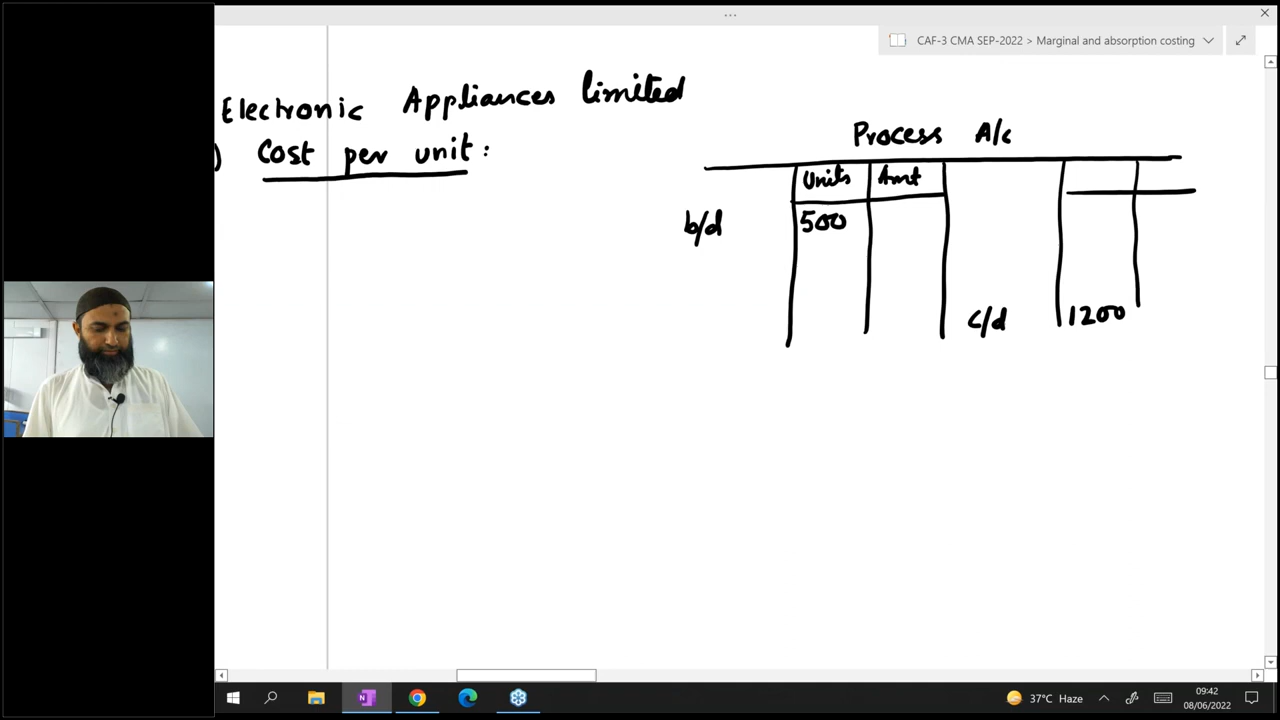 CAF-3 CMA SEP-2022 > Marginal and absorption costing
Electronic Appliances limited
) Cost per unit :
Process A/c
Units Amt
b/d 500
c/d 1200
37°C Haze
09:42
08/06/2022